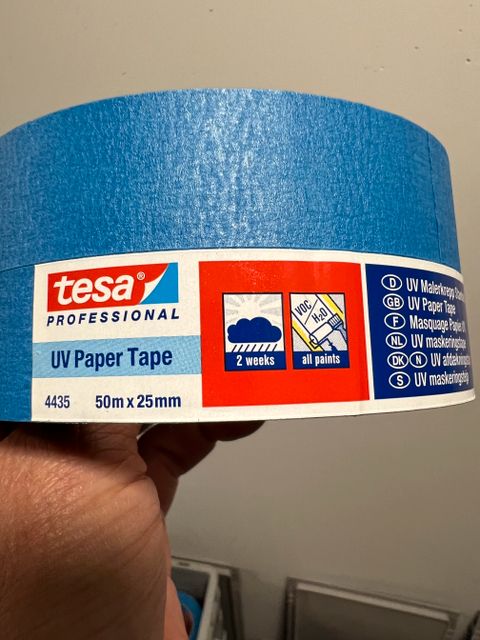 tesa®
PROFESSIONAL
UV Paper Tape
4435 50m x 25mm
2 weeks
VOC H₂O
all paints
D UV Malerkrepp
GB UV Paper Tape
F Masquage Papier
NL UV maskeringstape
DK N UV afdækningstape
S UV maskeringstejp